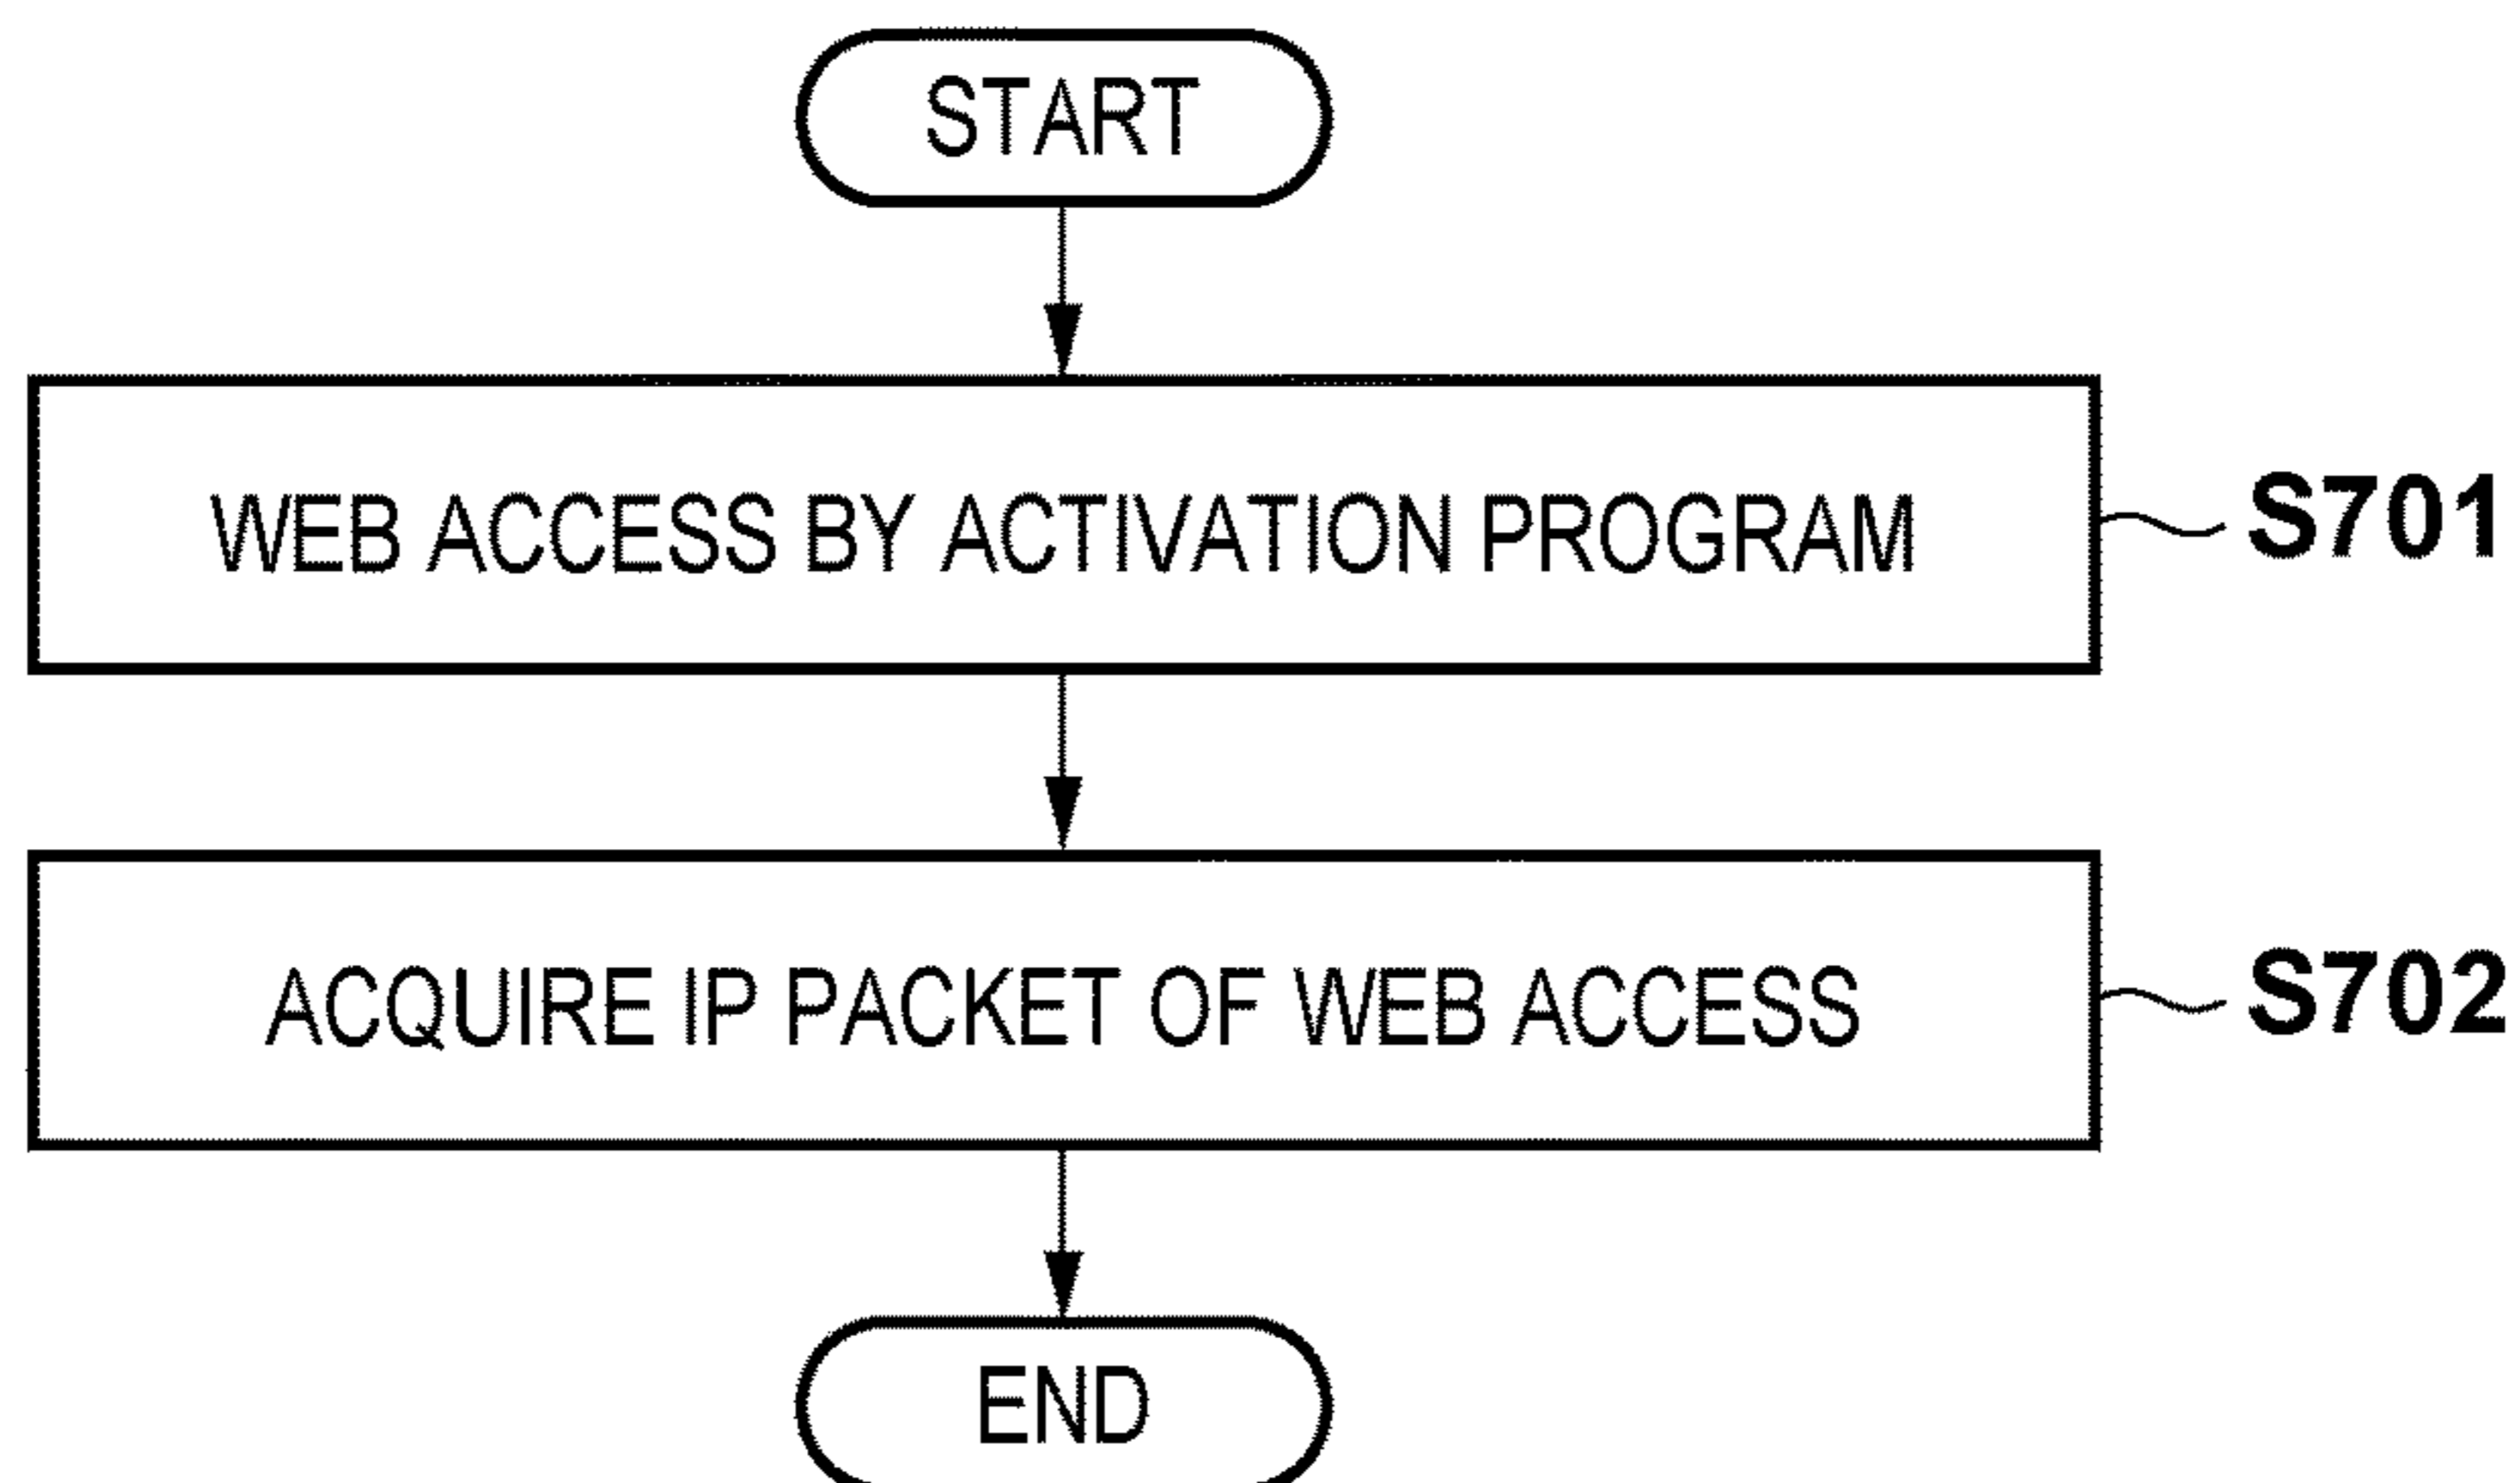 START
WEB ACCESS BY ACTIVATION PROGRAM
S701
ACQUIRE IP PACKET OF WEB ACCESS
S702
END